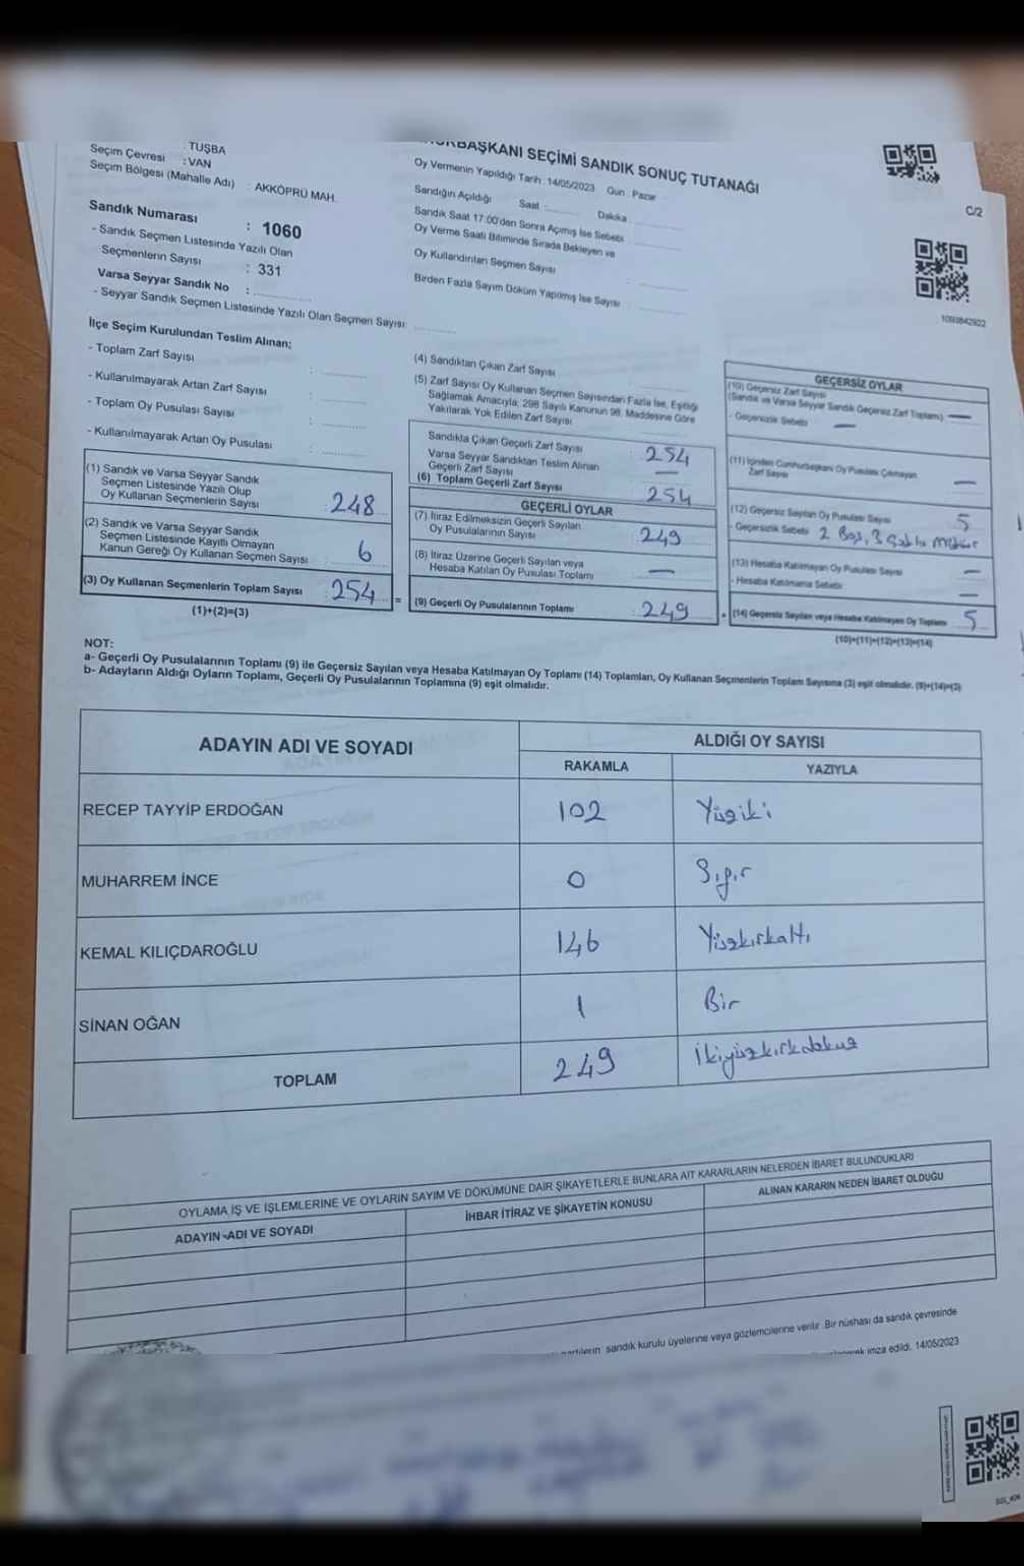 : TUŞBA
Seçim Çevresi : VAN
Seçim Bölgesi (Mahalle Adı) : AKKÖPRÜ MAH.
Sandık Numarası : 1060
- Sandık Seçmen Listesinde Yazılı Olan
Seçmenlerin Sayısı : 331
Varsa Seyyar Sandık No :
- Seyyar Sandık Seçmen Listesinde Yazılı Olan Seçmen Sayısı:
BAŞKANI SEÇİMİ SANDIK SONUÇ TUTANAĞI
Oy Vermenin Yapıldığı Tarih: 14/05/2023 Gün: Pazar
Sandığın Açıldığı Saat: Dakika
Sandık Saat 17:00'den Sonra Açımış İse Sebebi
Oy Verme Saati Bitiminde Sırada Bekleyen ve
Oy Kullandırılan Seçmen Sayısı
Birden Fazla Sayım Döküm Yapılmış İse Sayısı
C/2
İlçe Seçim Kurulundan Teslim Alınan;
- Toplam Zarf Sayısı :
- Kullanılmayarak Artan Zarf Sayısı :
- Toplam Oy Pusulası Sayısı :
- Kullanılmayarak Artan Oy Pusulası :
(1) Sandık ve Varsa Seyyar Sandık
Seçmen Listesinde Yazılı Olup
Oy Kullanan Seçmenlerin Sayısı : 248
(2) Sandık ve Varsa Seyyar Sandık
Seçmen Listesinde Kayıtlı Olmayan
Kanun Gereği Oy Kullanan Seçmen Sayısı : 6
(3) Oy Kullanan Seçmenlerin Toplam Sayısı : 254
(1)+(2)=(3)
(4) Sandıktan Çıkan Zarf Sayısı
(5) Zarf Sayısı Oy Kullanan Seçmen Sayısından Fazla İse, Eşitliği
Sağlamak Amacıyla; 298 Sayılı Kanunun 98. Maddesine Göre
Yakılarak Yok Edilen Zarf Sayısı
Sandıkta Çıkan Geçerli Zarf Sayısı : 254
Varsa Seyyar Sandıktan Teslim Alınan
Geçerli Zarf Sayısı —
(6) Toplam Geçerli Zarf Sayısı 254
GEÇERLİ OYLAR
(7) İtiraz Edilmeksizin Geçerli Sayılan
Oy Pusulalarının Sayısı : 249
(8) İtiraz Üzerine Geçerli Sayılan veya
Hesaba Katılan Oy Pusulası Toplamı : —
= (9) Geçerli Oy Pusulalarının Toplamı : 249
GEÇERSİZ OYLAR
(10) Geçersiz Zarf Sayısı
(Sandık ve Varsa Seyyar Sandık Geçersiz Zarf Toplamı) —
- Geçersizlik Sebebi —
(11) İçinden Cumhurbaşkanı Oy Pusulası Çıkmayan
Zarf Sayısı —
(12) Geçersiz Sayılan Oy Pusulası Sayısı 5
- Geçersizlik Sebebi 2 Boş, 3
(13) Hesaba Katılmayan Oy Pusulası Sayısı —
- Hesaba Katılmama Sebebi —
+ (14) Geçersiz Sayılan veya Hesaba Katılmayan Oy Toplamı 5
(10)+(11)+(12)+(13)=(14)
NOT:
a- Geçerli Oy Pusulalarının Toplamı (9) ile Geçersiz Sayılan veya Hesaba Katılmayan Oy Toplamı (14) Toplamları, Oy Kullanan Seçmenlerin Toplam Sayısına (3) eşit olmalıdır. (9)+(14)=(3)
b- Adayların Aldığı Oyların Toplamı, Geçerli Oy Pusulalarının Toplamına (9) eşit olmalıdır.
ADAYIN ADI VE SOYADI ALDIĞI OY SAYISI
RAKAMLA YAZIYLA
RECEP TAYYİP ERDOĞAN 102 Yüziki
MUHARREM İNCE 0 Sıfır
KEMAL KILIÇDAROĞLU 146 Yüzkırkaltı
SİNAN OĞAN 1 Bir
TOPLAM 249 İkiyüzkırkdokuz
OYLAMA İŞ VE İŞLEMLERİNE VE OYLARIN SAYIM VE DÖKÜMÜNE DAİR ŞİKAYETLERLE BUNLARA AİT KARARLARIN NELERDEN İBARET BULUNDUKLARI
ADAYIN ADI VE SOYADI İHBAR İTİRAZ VE ŞİKAYETİN KONUSU ALINAN KARARIN NEDEN İBARET OLDUĞU
sandık kurulu üyelerine veya gözlemcilerine verilir. Bir nüshası da sandık çevresinde
imza edildi. 14/05/2023